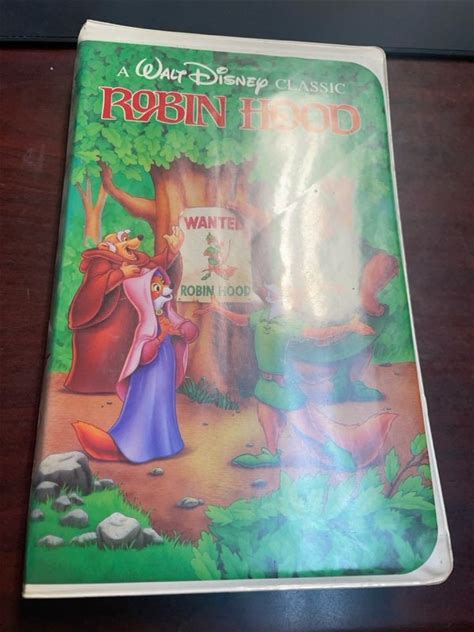 A WALT DISNEY CLASSIC
ROBIN HOOD
WANTED
ROBIN HOOD